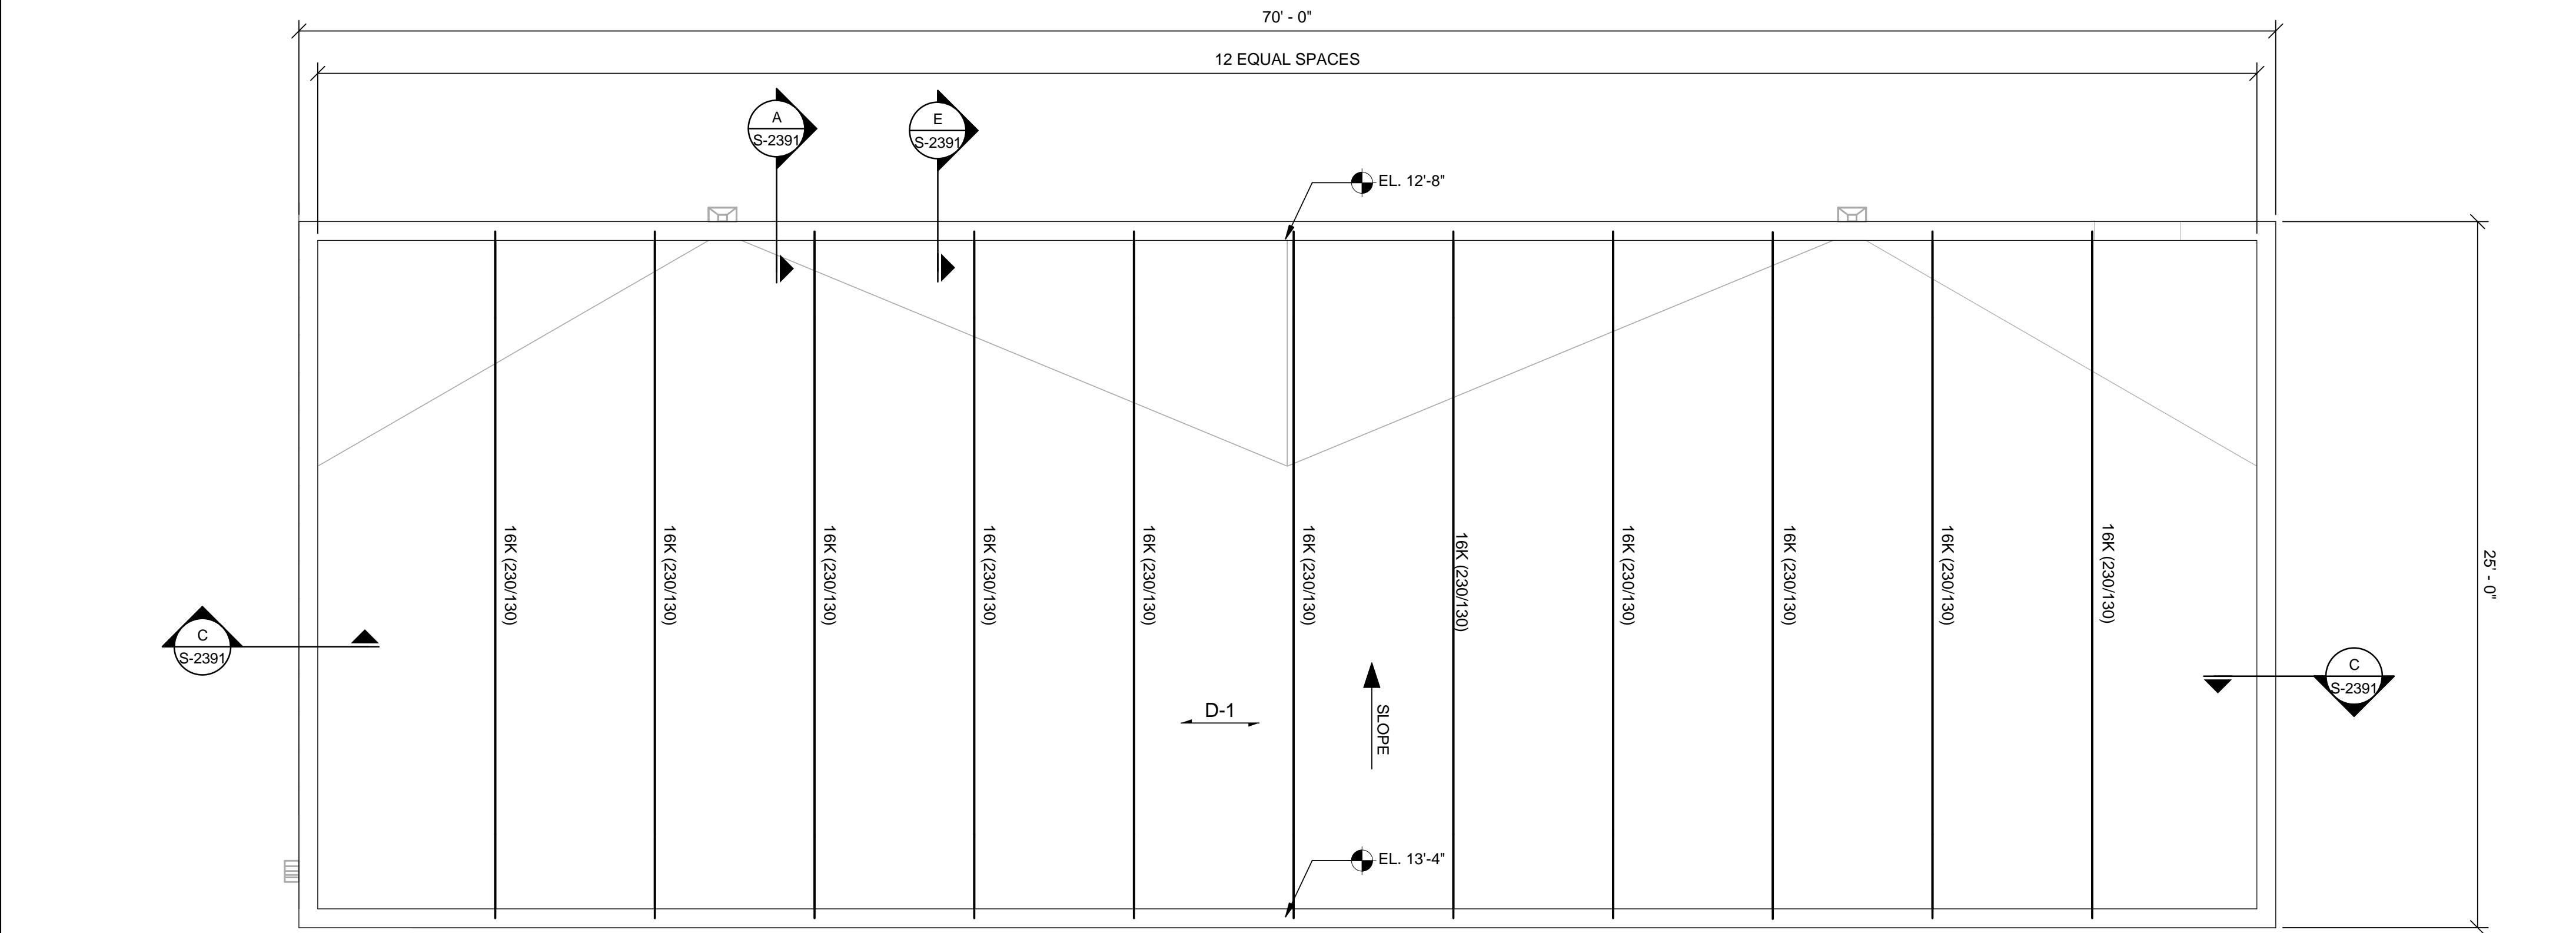 70' - 0"
12 EQUAL SPACES
A
S-2391
E
S-2391
EL. 12'-8"
16K (230/130)
16K (230/130)
16K (230/130)
16K (230/130)
16K (230/130)
16K (230/130)
16K (230/130)
16K (230/130)
16K (230/130)
16K (230/130)
16K (230/130)
25' - 0"
C
S-2391
C
S-2391
D-1
SLOPE
EL. 13'-4"